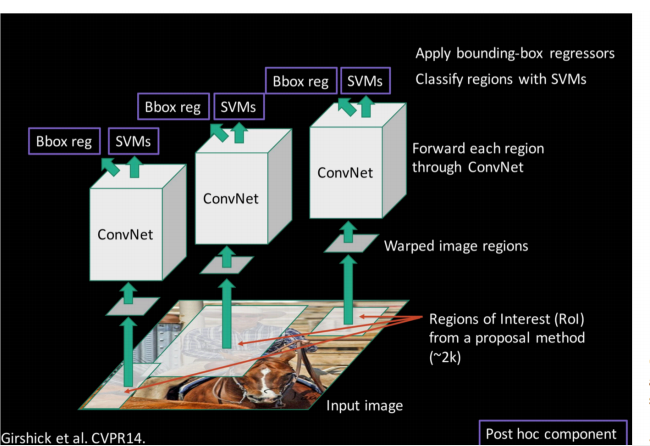 Apply bounding-box regressors
Bbox reg SVMs
Classify regions with SVMs
Bbox reg SVMs
Bbox reg SVMs
Forward each region
through ConvNet
ConvNet
ConvNet
ConvNet
Warped image regions
Regions of Interest (RoI)
from a proposal method
(~2k)
Input image
Girshick et al. CVPR14.
Post hoc component